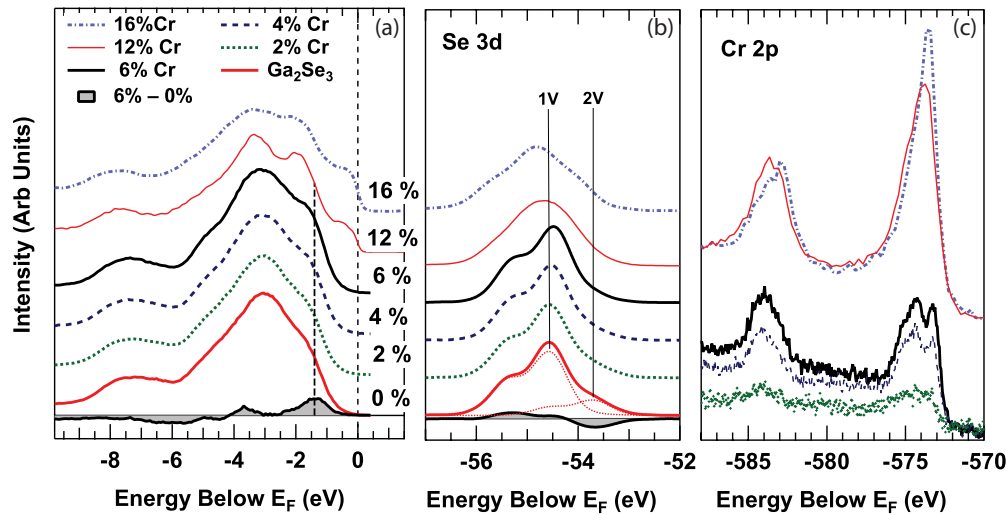 (a)
16%Cr
4% Cr
12% Cr
2% Cr
6% Cr
Ga2Se3
6% – 0%
16 %
12%
6 %
4 %
2 %
0 %
Intensity (Arb Units)
-8 -6 -4 -2 0
Energy Below EF (eV)
(b)
Se 3d
1V 2V
-56 -54 -52
Energy Below EF (eV)
(c)
Cr 2p
-585 -580 -575 -570
Energy Below EF (eV)